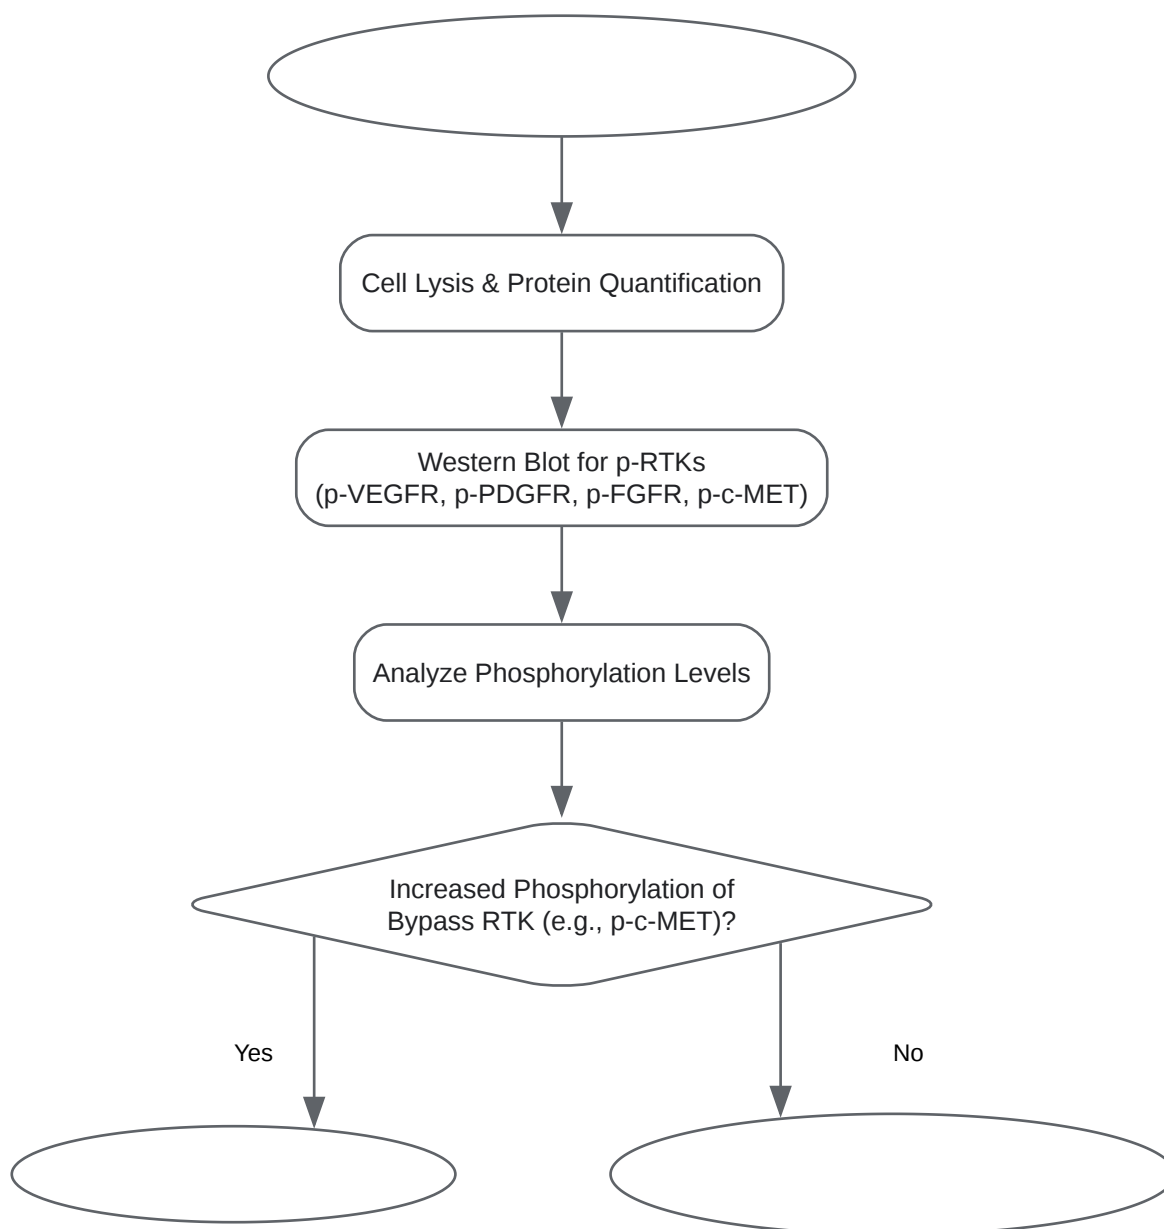 Cell Lysis & Protein Quantification
Western Blot for p-RTKs
(p-VEGFR, p-PDGFR, p-FGFR, p-c-MET)
Analyze Phosphorylation Levels
Increased Phosphorylation of
Bypass RTK (e.g., p-c-MET)?
Yes
No